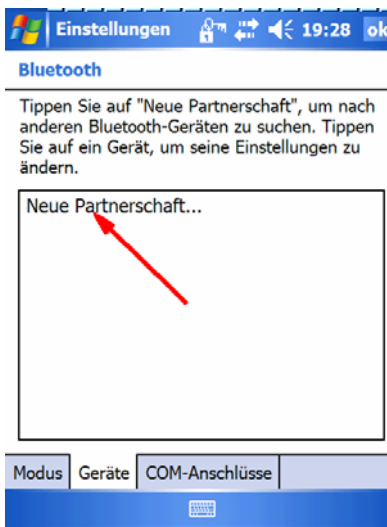 Einstellungen 19:28 ok
Bluetooth
Tippen Sie auf "Neue Partnerschaft", um nach
anderen Bluetooth-Geräten zu suchen. Tippen
Sie auf ein Gerät, um seine Einstellungen zu
ändern.
Neue Partnerschaft...
Modus Geräte COM-Anschlüsse